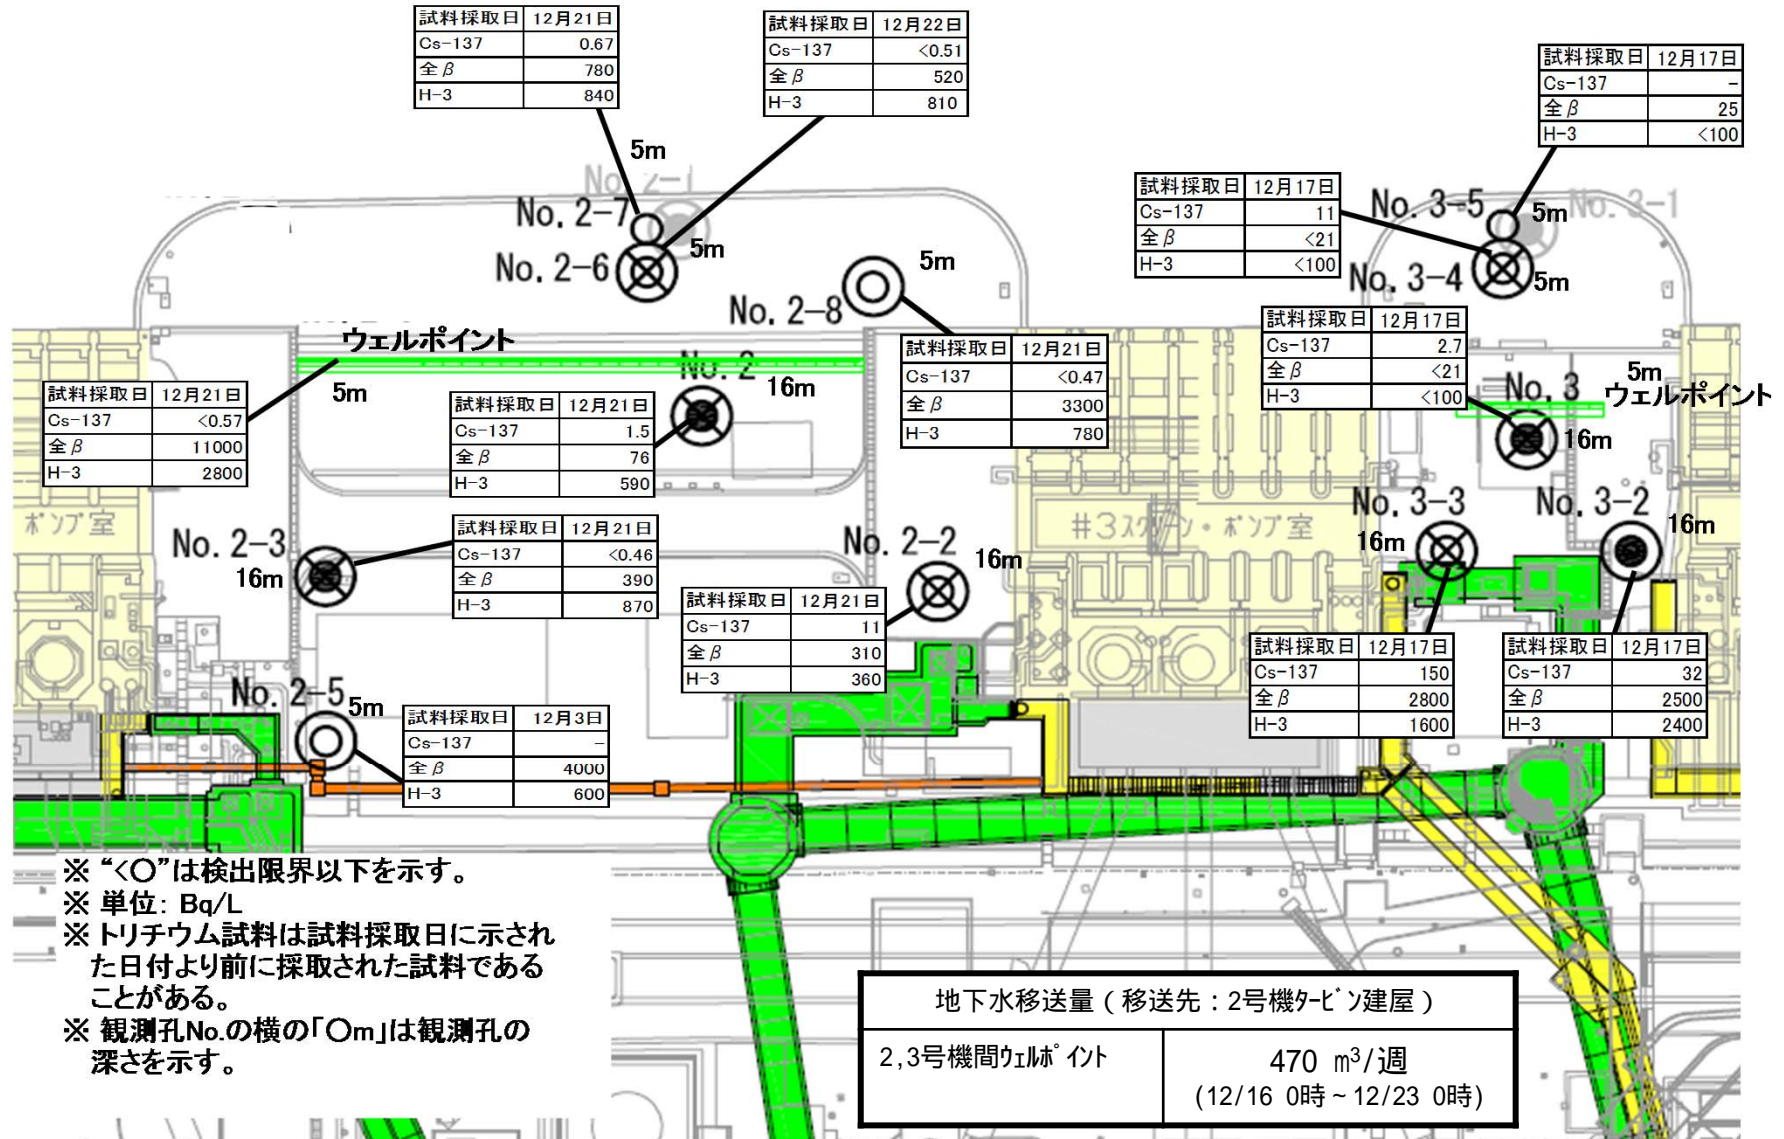 試料採取日 12月21日
Cs-137 0.67
全β 780
H-3 840
試料採取日 12月22日
Cs-137 <0.51
全β 520
H-3 810
試料採取日 12月17日
Cs-137 -
全β 25
H-3 <100
5m
No. 2-1
No. 2-7
5m
No. 2-6
試料採取日 12月17日
Cs-137 11
全β <21
H-3 <100
No. 3-5
5m
No. 3-1
No. 3-4
5m
5m
No. 2-8
ウェルポイント
5m
試料採取日 12月21日
Cs-137 <0.57
全β 11000
H-3 2800
No. 2
16m
試料採取日 12月21日
Cs-137 1.5
全β 76
H-3 590
試料採取日 12月21日
Cs-137 <0.47
全β 3300
H-3 780
試料採取日 12月17日
Cs-137 2.7
全β <21
H-3 <100
No. 3
5m
ウェルポイント
16m
ポンプ室
No. 2-3
16m
試料採取日 12月21日
Cs-137 <0.46
全β 390
H-3 870
No. 2-2
16m
#3スクリーン・ポンプ室
No. 3-3
16m
No. 3-2
16m
試料採取日 12月21日
Cs-137 11
全β 310
H-3 360
試料採取日 12月17日
Cs-137 150
全β 2800
H-3 1600
試料採取日 12月17日
Cs-137 32
全β 2500
H-3 2400
No. 2-5
5m
試料採取日 12月3日
Cs-137 -
全β 4000
H-3 600
※ “<〇”は検出限界以下を示す。
※ 単位: Bq/L
※ トリチウム試料は試料採取日に示され
た日付より前に採取された試料である
ことがある。
※ 観測孔No.の横の「〇m」は観測孔の
深さを示す。
地下水移送量(移送先:2号機ﾀｰﾋﾞﾝ建屋)
2,3号機間ｳｪﾙﾎﾟｲﾝﾄ 470 m³/週
(12/16 0時~12/23 0時)